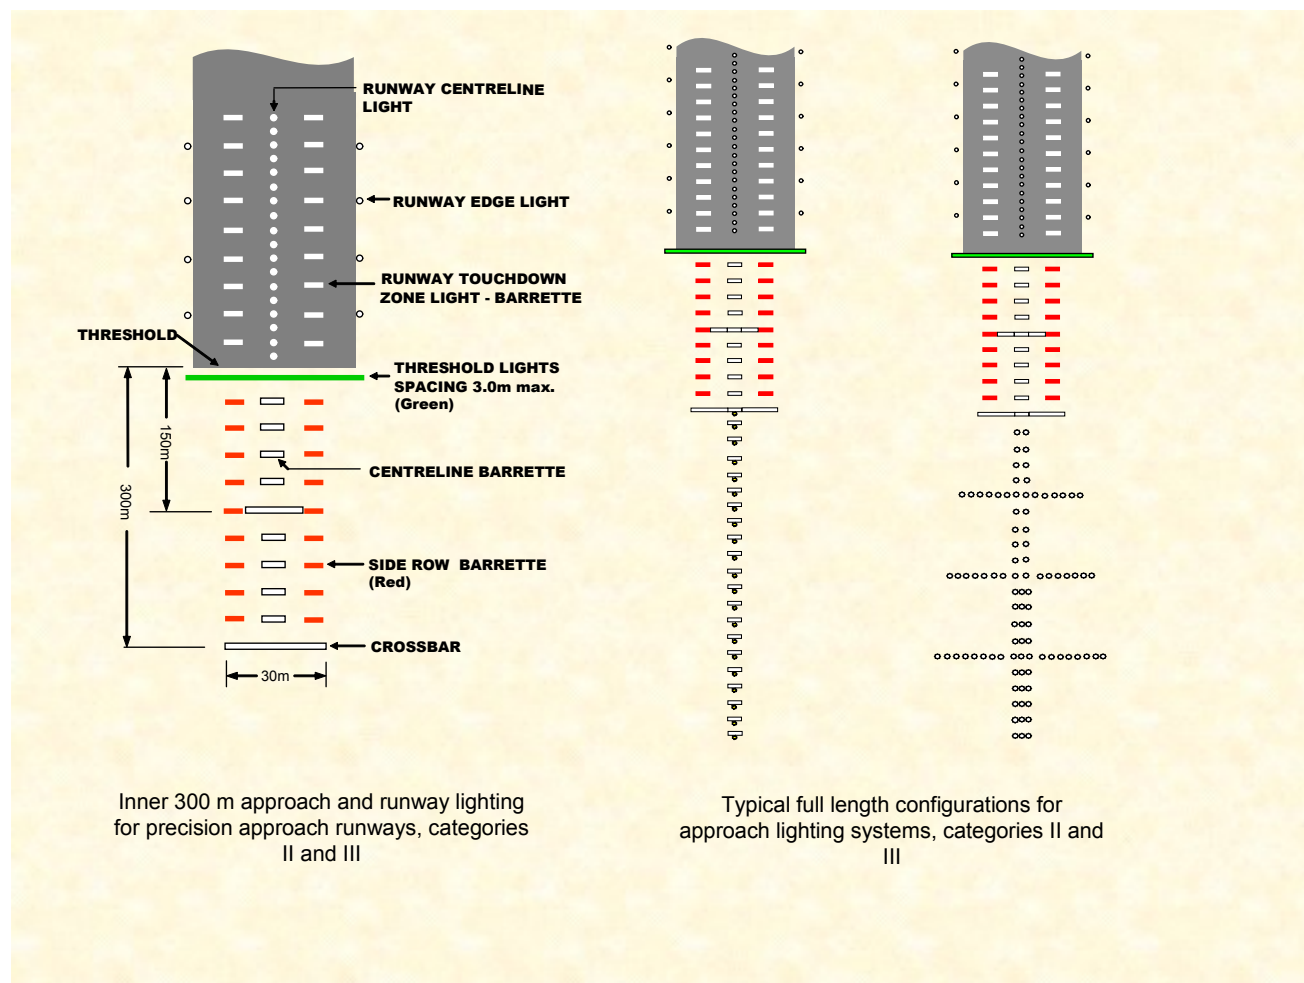 RUNWAY CENTRELINE
LIGHT
RUNWAY EDGE LIGHT
RUNWAY TOUCHDOWN
ZONE LIGHT - BARRETTE
THRESHOLD
THRESHOLD LIGHTS
SPACING 3.0m max.
(Green)
150m
CENTRELINE BARRETTE
300m
SIDE ROW BARRETTE
(Red)
CROSSBAR
30m
Inner 300 m approach and runway lighting
for precision approach runways, categories
II and III
Typical full length configurations for
approach lighting systems, categories II and
III